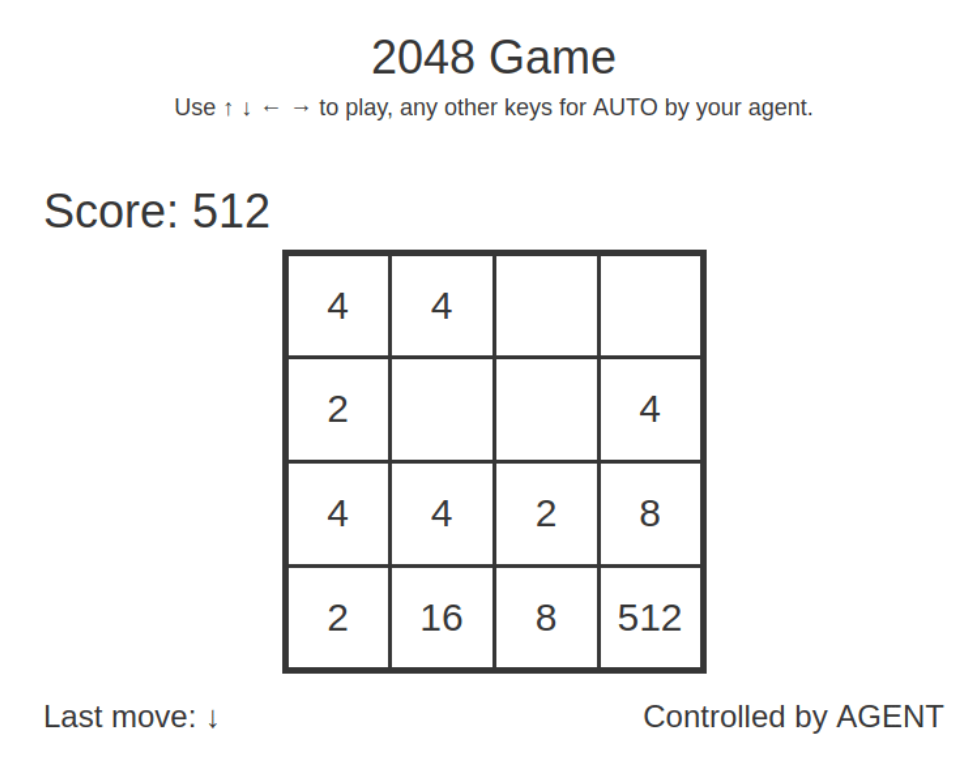 2048 Game
Use ↑ ↓ ← → to play, any other keys for AUTO by your agent.
Score: 512
4 4
2 4
4 4 2 8
2 16 8 512
Last move: ↓ Controlled by AGENT